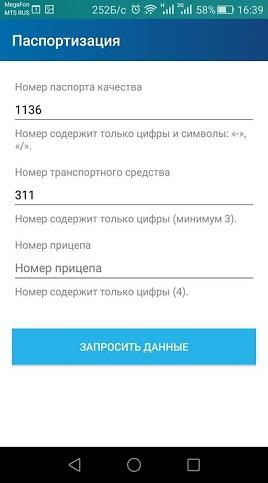 MegaFon
MTS RUS
252Б/с
H
3G
58%
16:39
Паспортизация
Номер паспорта качества
1136
Номер содержит только цифры и символы: «-»,
«/».
Номер транспортного средства
311
Номер содержит только цифры (минимум 3).
Номер прицепа
Номер прицепа
Номер содержит только цифры (4).
ЗАПРОСИТЬ ДАННЫЕ